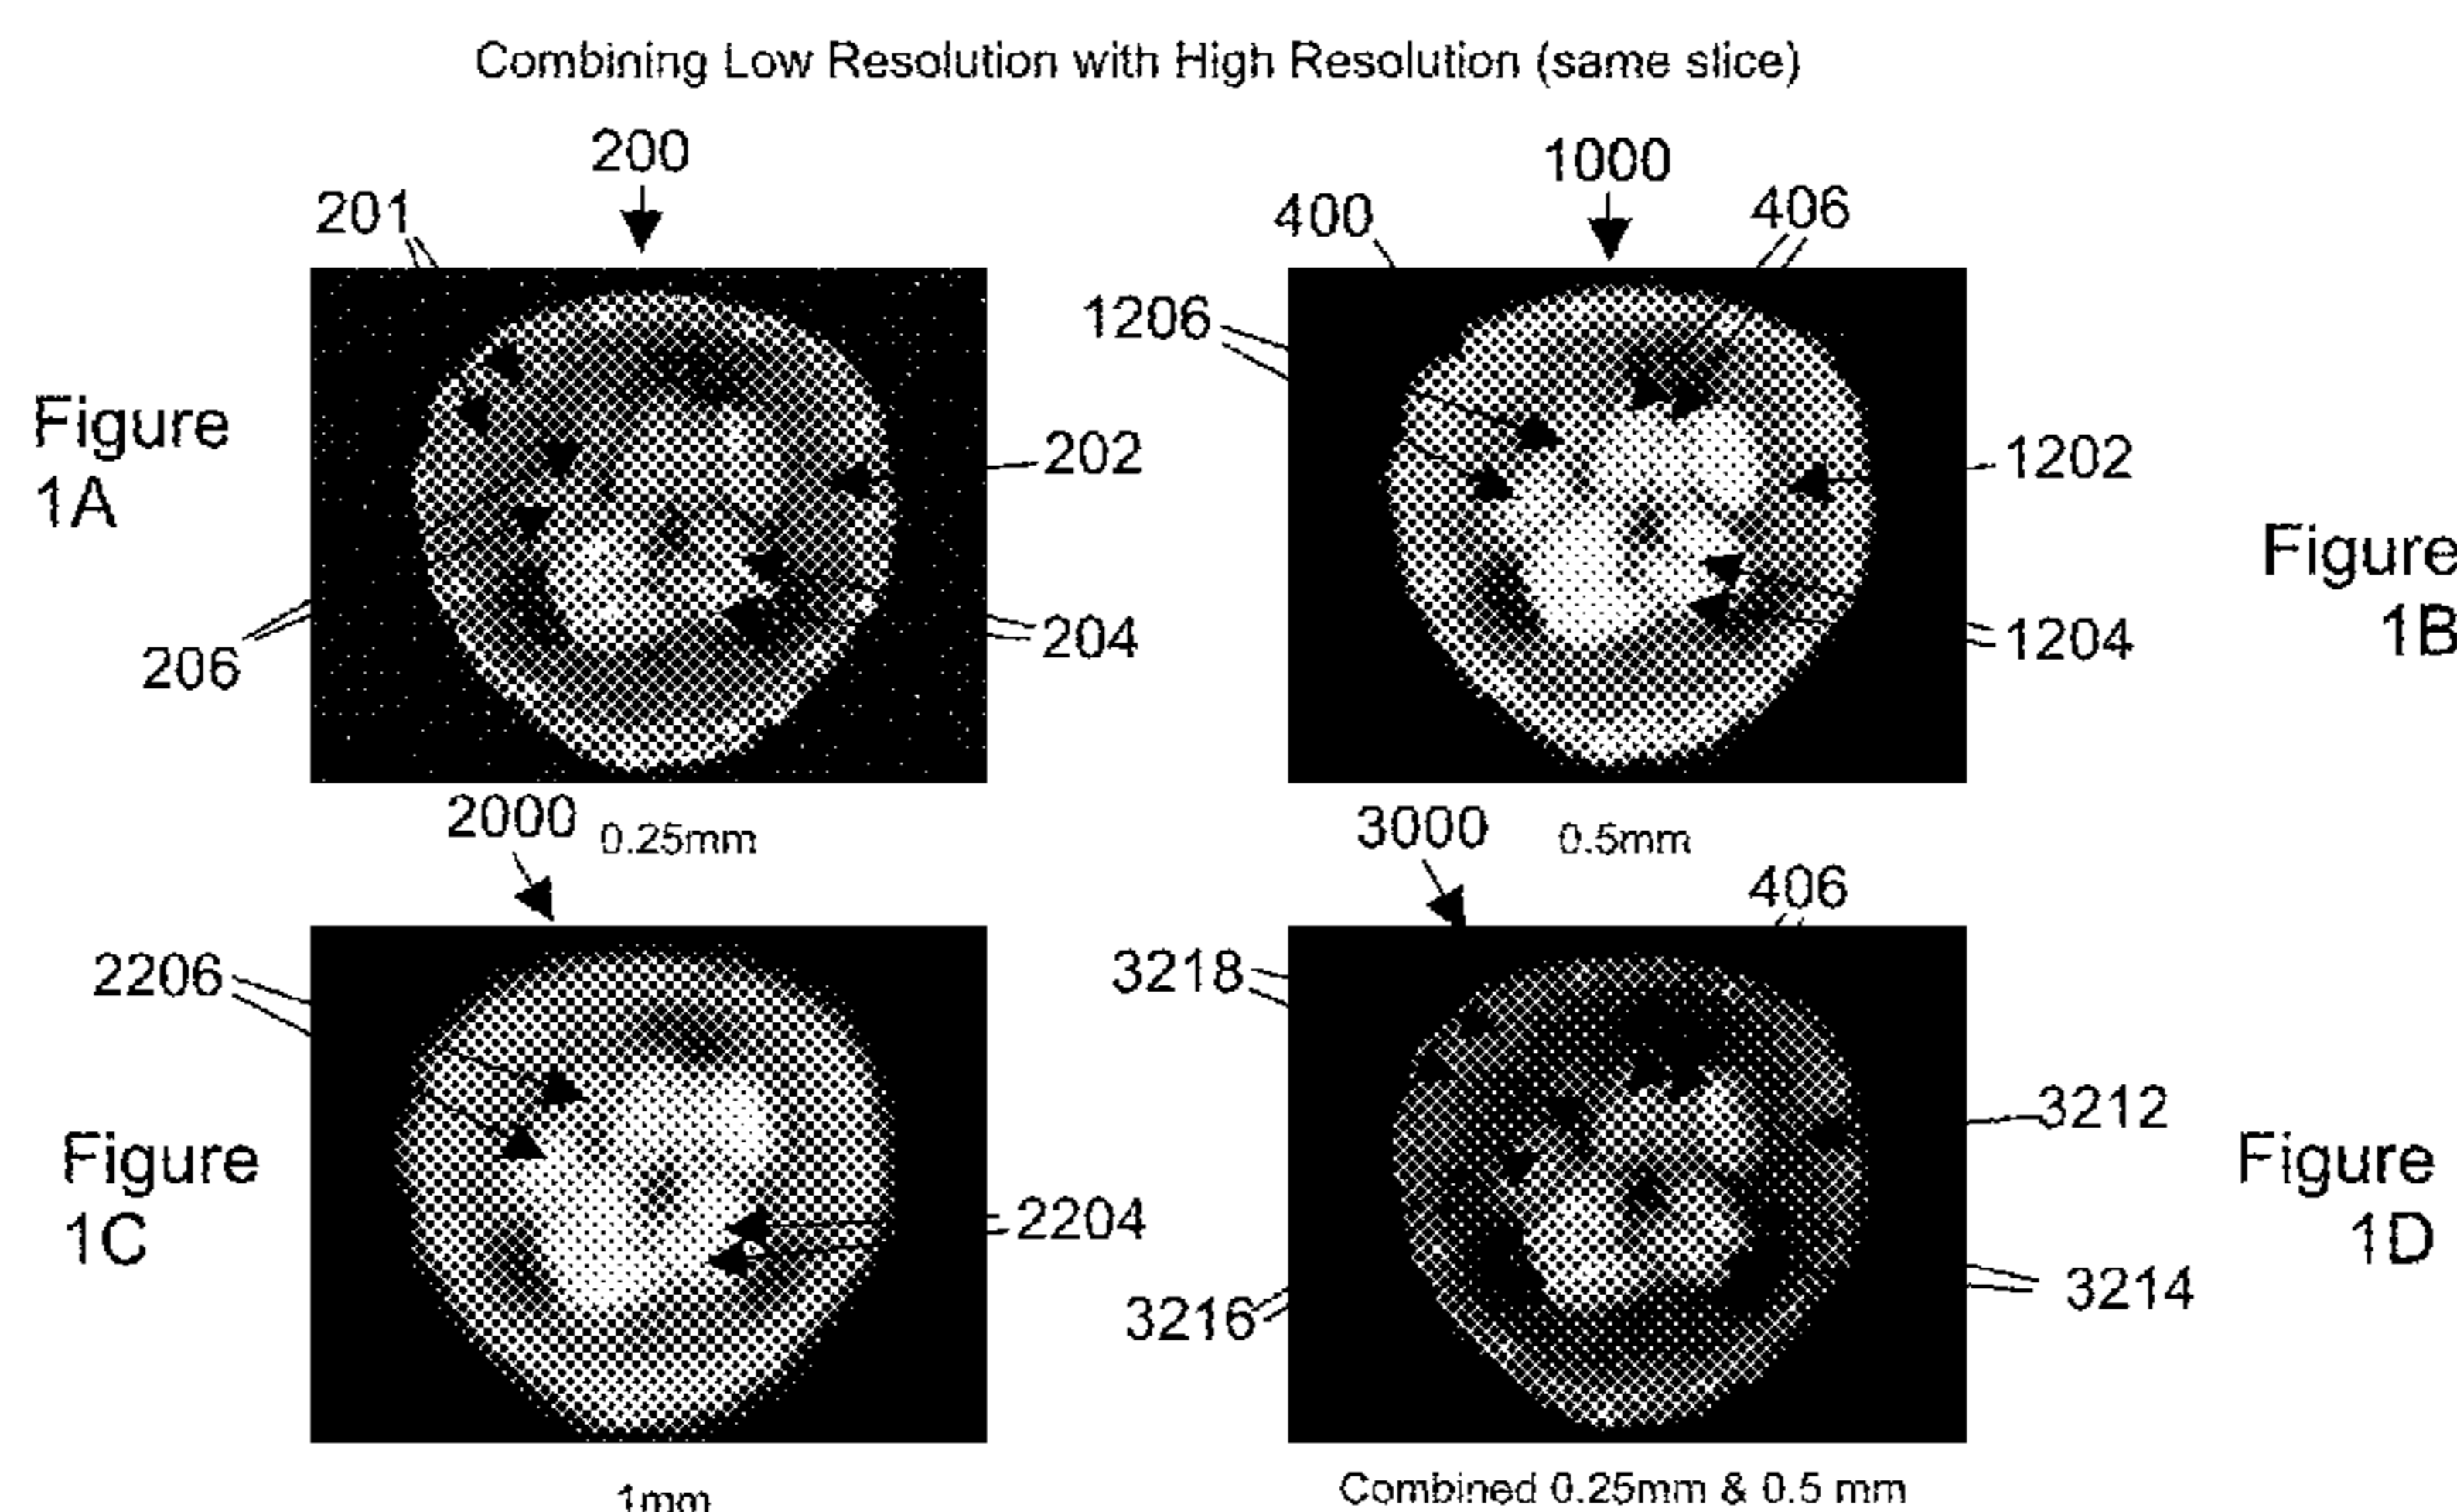 Combining Low Resolution with High Resolution (same slice)
200
1000
201
400
406
1206
Figure
1A
202
1202
Figure
1B
206
204
1204
2000
0.25mm
3000
0.5mm
406
2206
3218
Figure
1C
2204
3212
Figure
1D
3216
3214
1mm
Combined 0.25mm & 0.5 mm